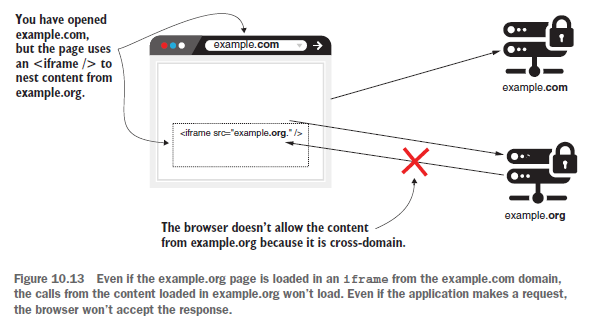 You have opened
example.com,
but the page uses
an <iframe /> to
nest content from
example.org.
example.com
example.com
<iframe src="example.org." />
example.org
The browser doesn't allow the content
from example.org because it is cross-domain.
Figure 10.13 Even if the example.org page is loaded in an iframe from the example.com domain,
the calls from the content loaded in example.org won't load. Even if the application makes a request,
the browser won't accept the response.